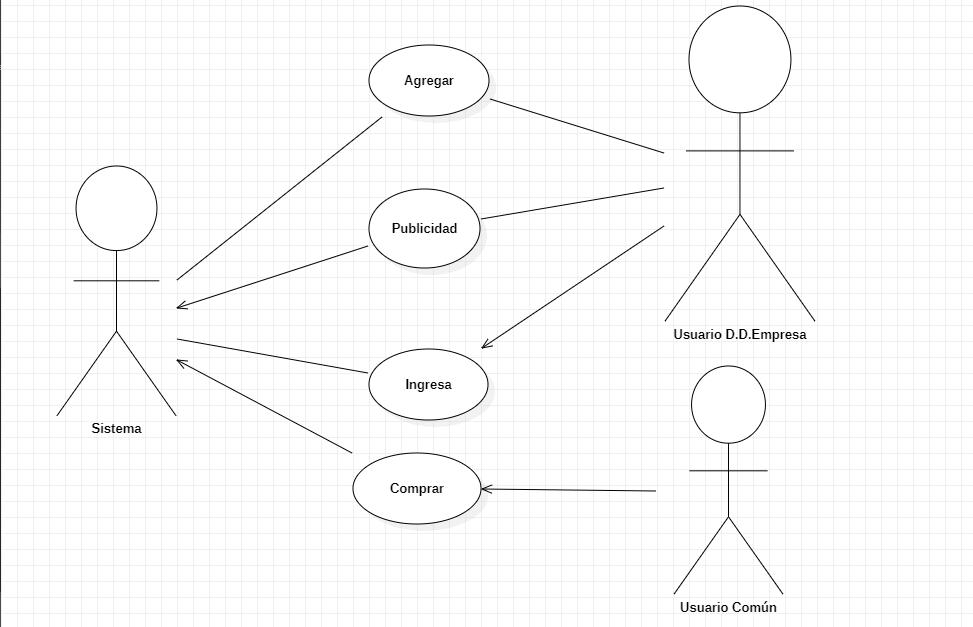 Agregar
Publicidad
Usuario D.D.Empresa
Ingresa
Sistema
Comprar
Usuario Común